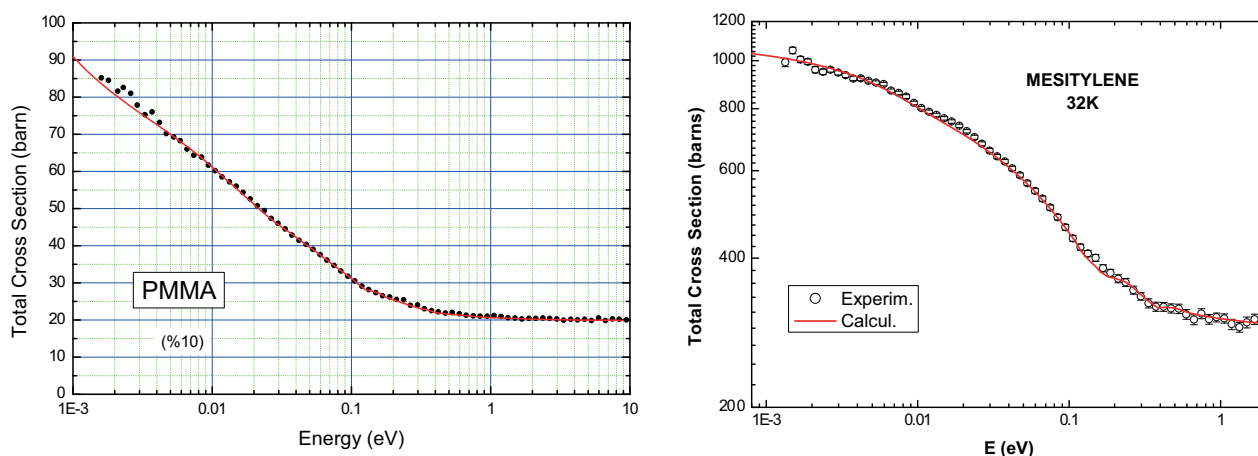 100
90
80
70
60
50
40
30
20
10
0
Total Cross Section (barn)
PMMA
(%10)
1E-3
0.01
0.1
1
10
Energy (eV)
1200
1000
800
600
400
200
Total Cross Section (barns)
MESITYLENE
32K
Experim.
Calcul.
1E-3
0.01
0.1
1
E (eV)